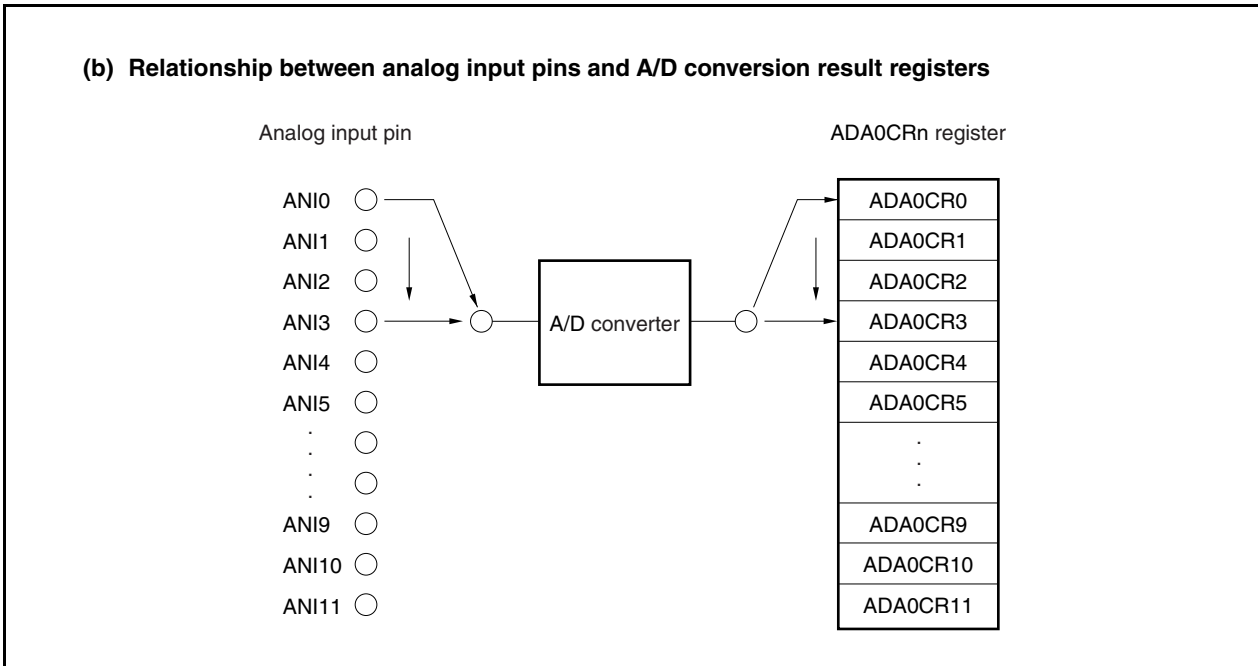 (b) Relationship between analog input pins and A/D conversion result registers
Analog input pin
ADA0CRn register
ANI0
ADA0CR0
ANI1
ADA0CR1
ANI2
ADA0CR2
ANI3
A/D converter
ADA0CR3
ANI4
ADA0CR4
ANI5
ADA0CR5
.
.
.
.
.
.
.
ANI9
ADA0CR9
ANI10
ADA0CR10
ANI11
ADA0CR11